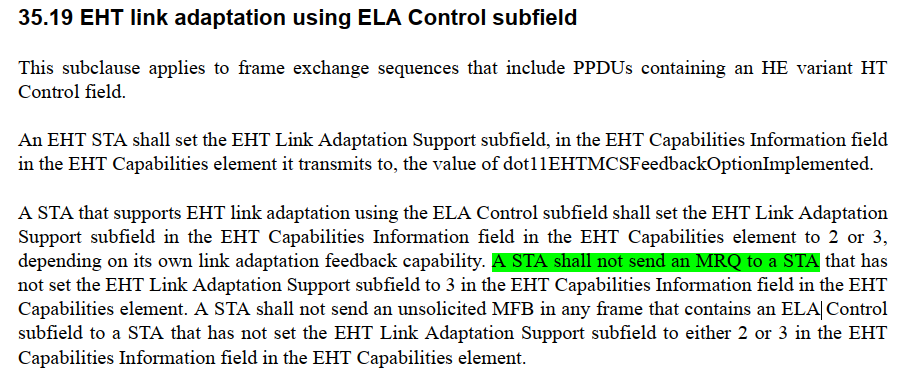 35.19 EHT link adaptation using ELA Control subfield
This subclause applies to frame exchange sequences that include PPDUs containing an HE variant HT
Control field.
An EHT STA shall set the EHT Link Adaptation Support subfield, in the EHT Capabilities Information field
in the EHT Capabilities element it transmits to, the value of dot11EHTMCSFeedbackOptionImplemented.
A STA that supports EHT link adaptation using the ELA Control subfield shall set the EHT Link Adaptation
Support subfield in the EHT Capabilities Information field in the EHT Capabilities element to 2 or 3,
depending on its own link adaptation feedback capability. A STA shall not send an MRQ to a STA that has
not set the EHT Link Adaptation Support subfield to 3 in the EHT Capabilities Information field in the EHT
Capabilities element. A STA shall not send an unsolicited MFB in any frame that contains an ELA Control
subfield to a STA that has not set the EHT Link Adaptation Support subfield to either 2 or 3 in the EHT
Capabilities Information field in the EHT Capabilities element.